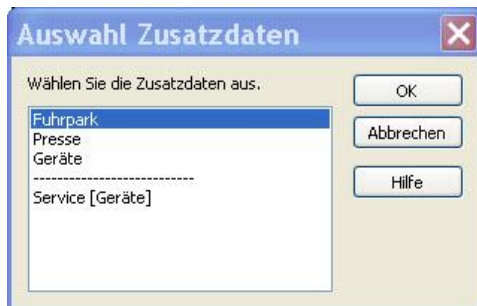 Auswahl Zusatzdaten
Wählen Sie die Zusatzdaten aus.
Fuhrpark
Presse
Geräte
--------------------------
Service [Geräte]
OK
Abbrechen
Hilfe